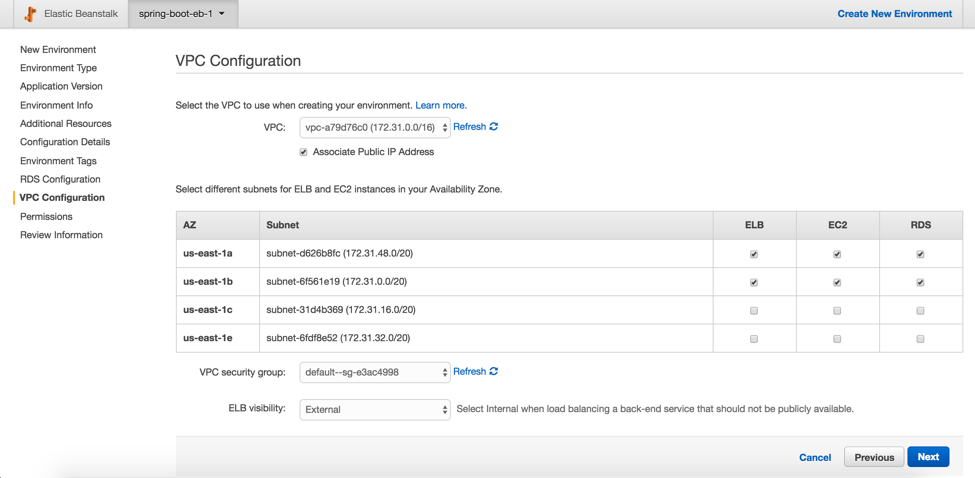 Elastic Beanstalk spring-boot-eb-1 Create New Environment
New Environment
Environment Type
Application Version
Environment Info
Additional Resources
Configuration Details
Environment Tags
RDS Configuration
VPC Configuration
Permissions
Review Information
VPC Configuration
Select the VPC to use when creating your environment. Learn more.
VPC: vpc-a79d76c0 (172.31.0.0/16) Refresh
Associate Public IP Address
Select different subnets for ELB and EC2 instances in your Availability Zone.
AZ Subnet ELB EC2 RDS
us-east-1a subnet-d626b8fc (172.31.48.0/20)
us-east-1b subnet-6f561e19 (172.31.0.0/20)
us-east-1c subnet-31d4b369 (172.31.16.0/20)
us-east-1e subnet-6fdf8e52 (172.31.32.0/20)
VPC security group: default--sg-e3ac4998 Refresh
ELB visibility: External Select Internal when load balancing a back-end service that should not be publicly available.
Cancel Previous Next